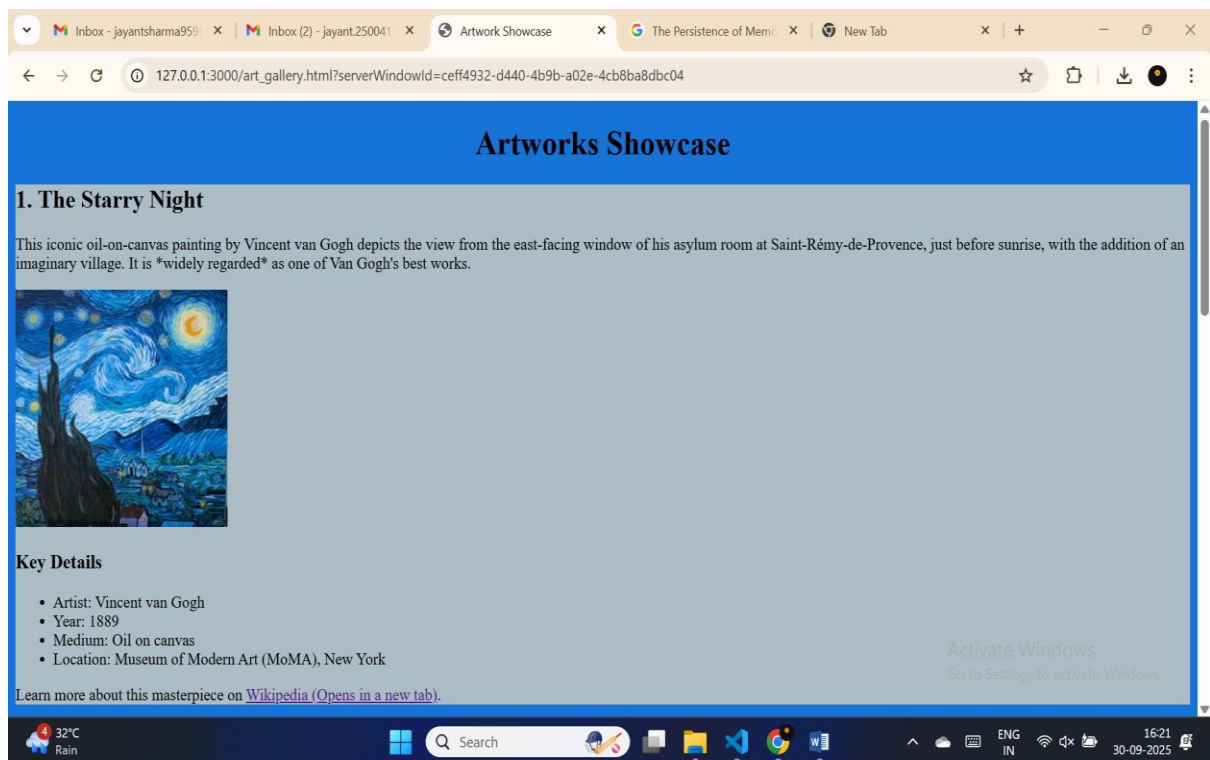 Inbox - jayantsharma959
Inbox (2) - jayant.250041
Artwork Showcase
The Persistence of Memo
New Tab
127.0.0.1:3000/art_gallery.html?serverWindowId=ceff4932-d440-4b9b-a02e-4cb8ba8dbc04
Artworks Showcase
1. The Starry Night
This iconic oil-on-canvas painting by Vincent van Gogh depicts the view from the east-facing window of his asylum room at Saint-Rémy-de-Provence, just before sunrise, with the addition of an
imaginary village. It is *widely regarded* as one of Van Gogh's best works.
Key Details
• Artist: Vincent van Gogh
• Year: 1889
• Medium: Oil on canvas
• Location: Museum of Modern Art (MoMA), New York
Learn more about this masterpiece on Wikipedia (Opens in a new tab).
Activate Windows
Go to Settings to activate Windows.
4
32°C
Rain
Search
ENG
IN
16:21
30-09-2025